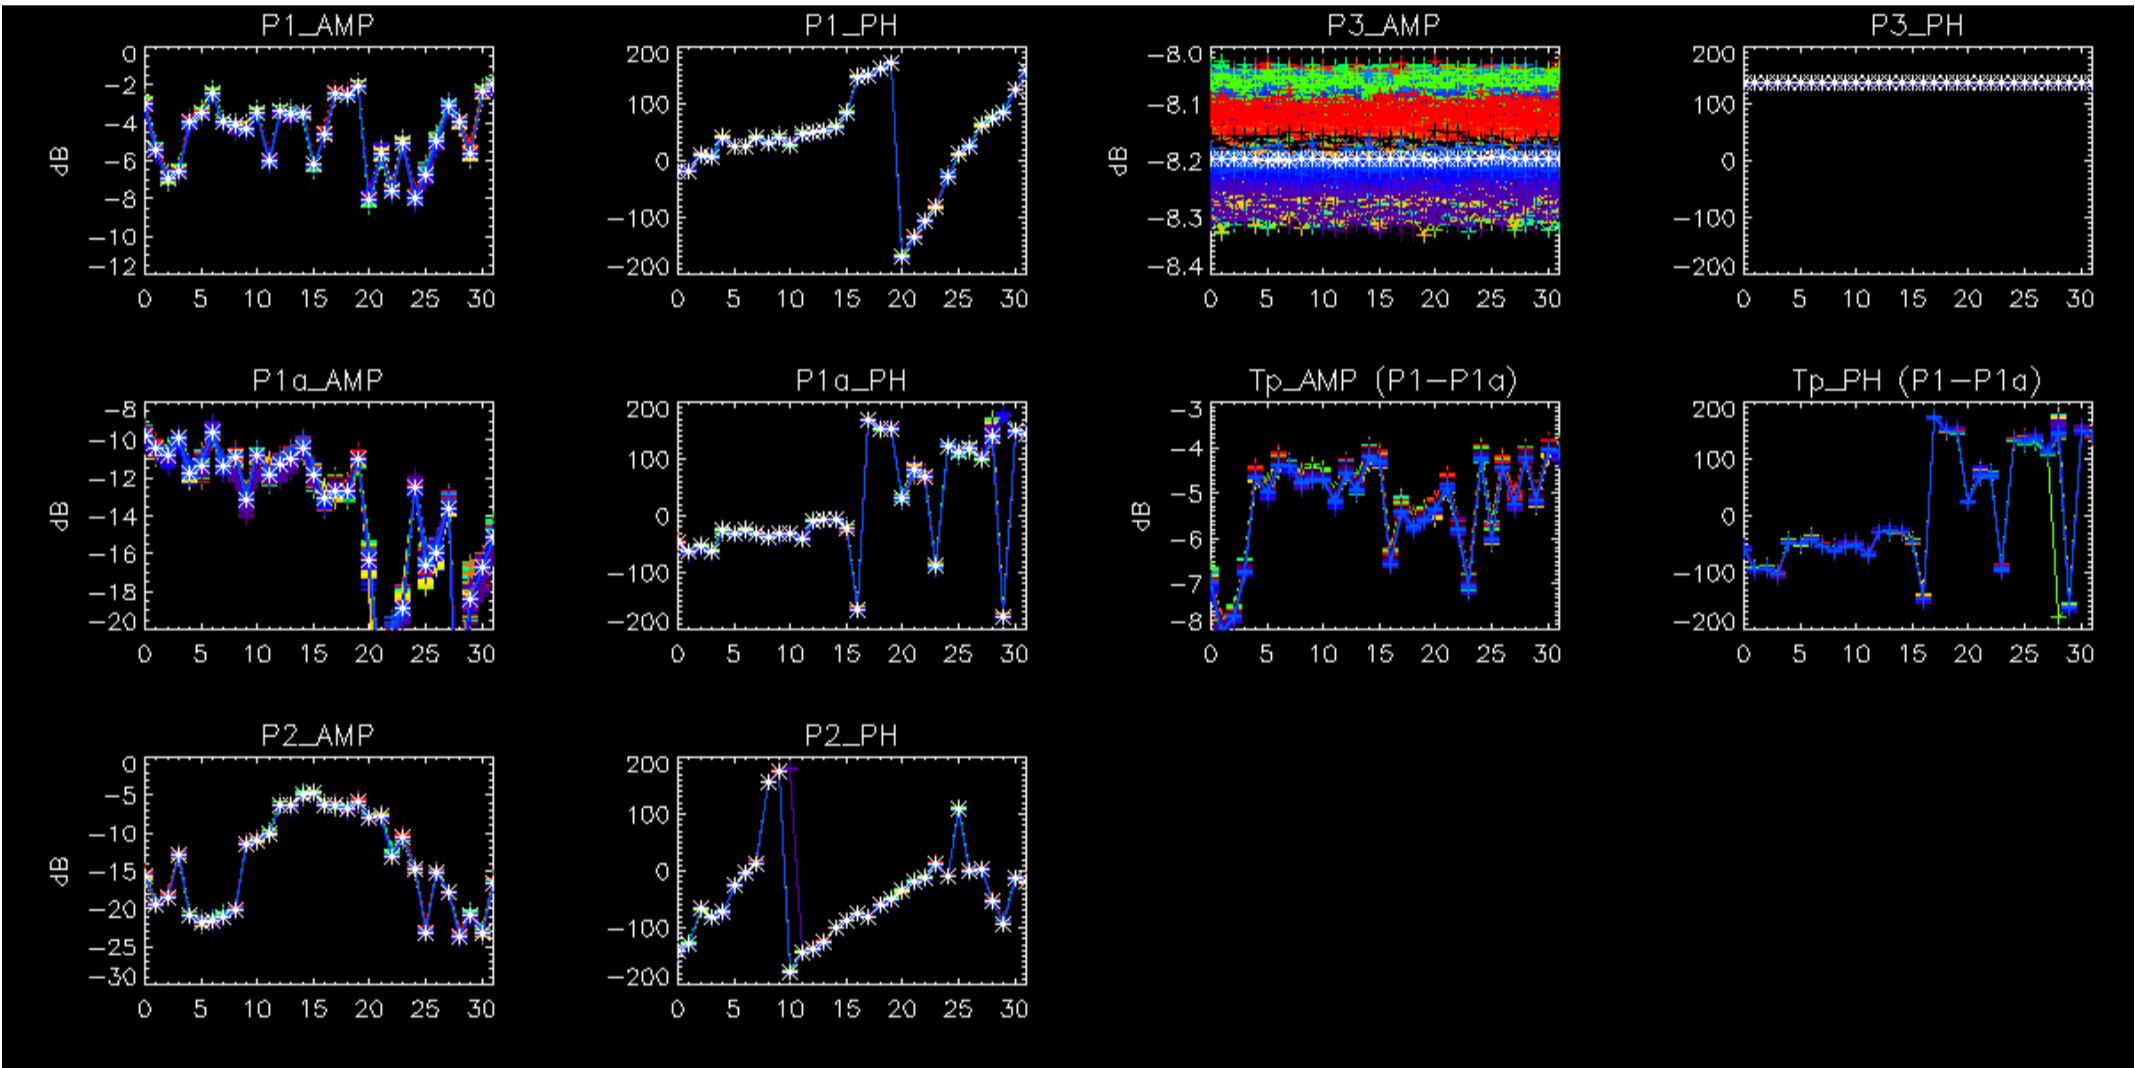 P1_AMP P1_PH P3_AMP P3_PH
0 −2 −4 −6 −8 −10 −12
dB
0 5 10 15 20 25 30
200 100 0 −100 −200
0 5 10 15 20 25 30
−8.0 −8.1 −8.2 −8.3 −8.4
dB
0 5 10 15 20 25 30
200 100 0 −100 −200
0 5 10 15 20 25 30
P1a_AMP P1a_PH Tp_AMP (P1−P1a) Tp_PH (P1−P1a)
−8 −10 −12 −14 −16 −18 −20
dB
0 5 10 15 20 25 30
200 100 0 −100 −200
0 5 10 15 20 25 30
−3 −4 −5 −6 −7 −8
dB
0 5 10 15 20 25 30
200 100 0 −100 −200
0 5 10 15 20 25 30
P2_AMP P2_PH
0 −5 −10 −15 −20 −25 −30
dB
0 5 10 15 20 25 30
200 100 0 −100 −200
0 5 10 15 20 25 30